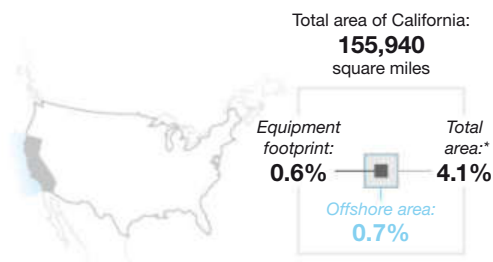 Total area of California:
155,940
square miles
Equipment
footprint:
0.6%
Total
area:*
4.1%
Offshore area:
0.7%